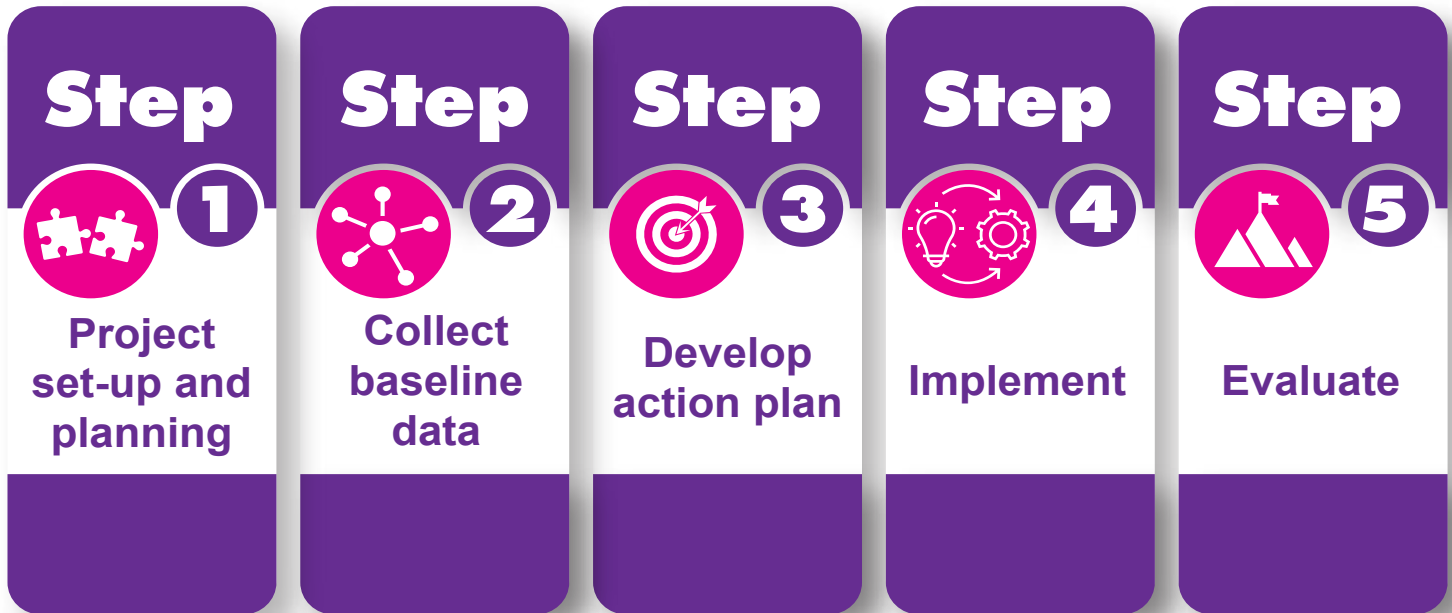 Step
1
Project
set-up and
planning
Step
2
Collect
baseline
data
Step
3
Develop
action plan
Step
4
Implement
Step
5
Evaluate